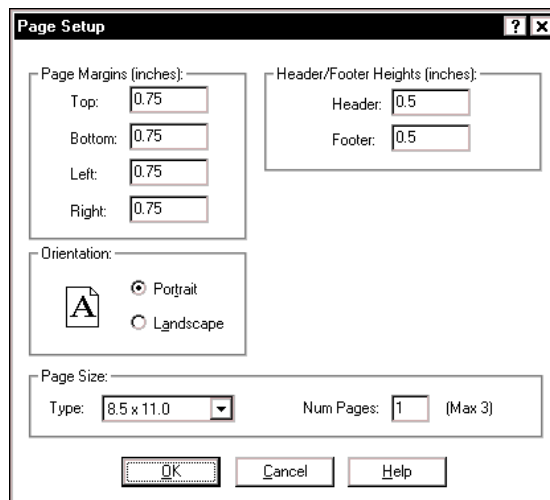 Page Setup
Page Margins (inches):
Top: 0.75
Bottom: 0.75
Left: 0.75
Right: 0.75
Header/Footer Heights (inches):
Header: 0.5
Footer: 0.5
Orientation:
A
Portrait
Landscape
Page Size:
Type: 8.5 x 11.0 Num Pages: 1 (Max 3)
OK Cancel Help